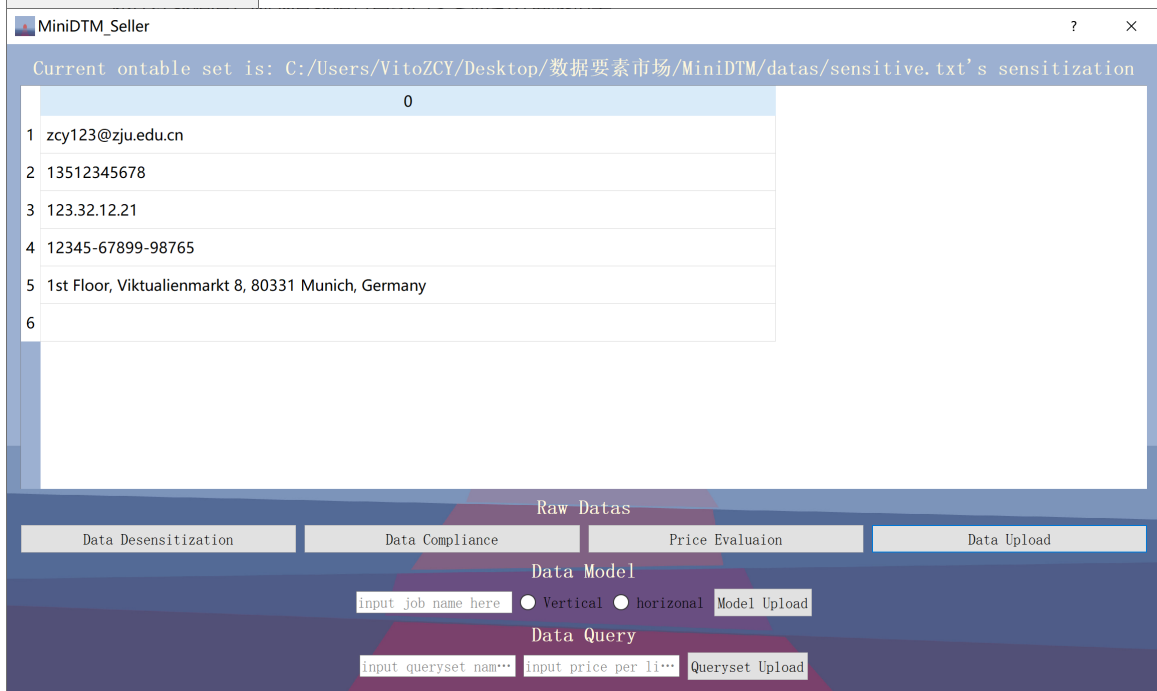 MiniDTM_Seller
?
Current ontable set is: C:/Users/VitoZCY/Desktop/数据要素市场/MiniDTM/datas/sensitive.txt's sensitization
0
1 zcy123@zju.edu.cn
2 13512345678
3 123.32.12.21
4 12345-67899-98765
5 1st Floor, Viktualienmarkt 8, 80331 Munich, Germany
6
Raw Datas
Data Desensitization Data Compliance Price Evaluaion Data Upload
Data Model
input job name here Vertical horizonal Model Upload
Data Query
input queryset nam… input price per li… Queryset Upload